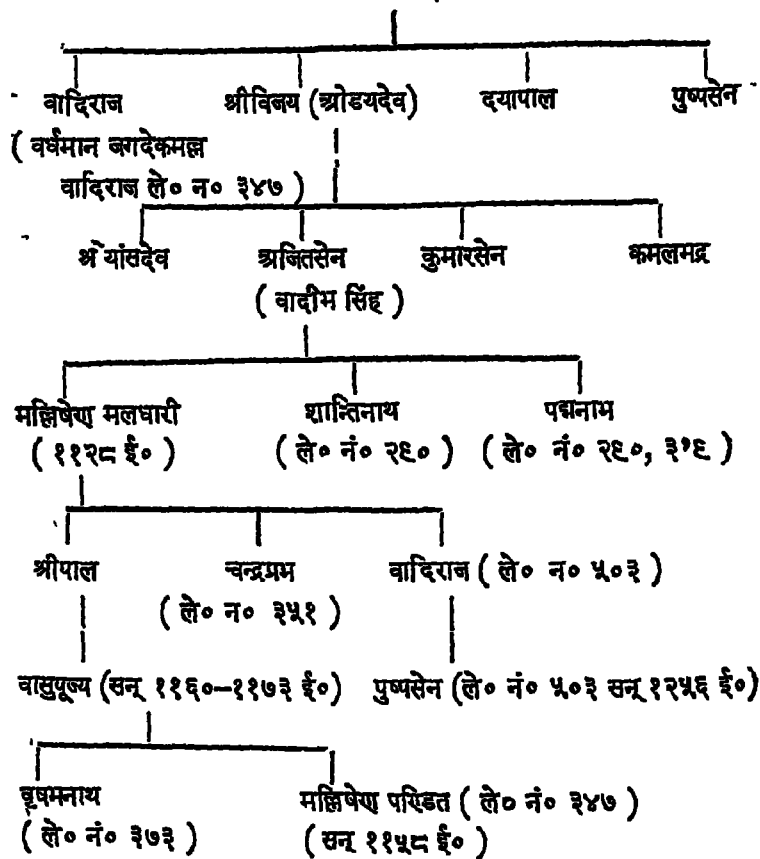 वादिराज श्रीविजय (ओडयदेव) दयापाल पुष्पसेन
( वर्धमान जगदेकमल्ल
वादिराज ले० न० ३४७ )
श्रेयांसदेव अजितसेन कुमारसेन कमलभद्र
( वादीभ सिंह )
मल्लिषेण मलधारी शान्तिनाथ पद्मनाभ
( ११२८ ई० ) ( ले० नं० २९० ) ( ले० नं० २९०, )
श्रीपाल चन्द्रप्रभ वादिराज ( ले० न० ५०३ )
( ले० न० ३५१ )
वासुपूज्य (सन् ११६०–११७३ ई०) पुष्पसेन (ले० नं० ५०३ सन् १२५६ ई०)
वृषभनाथ मल्लिषेण पण्डित ( ले० नं० ३४७ )
( ले० नं० ३७३ ) (सन् ११५८ ई० )